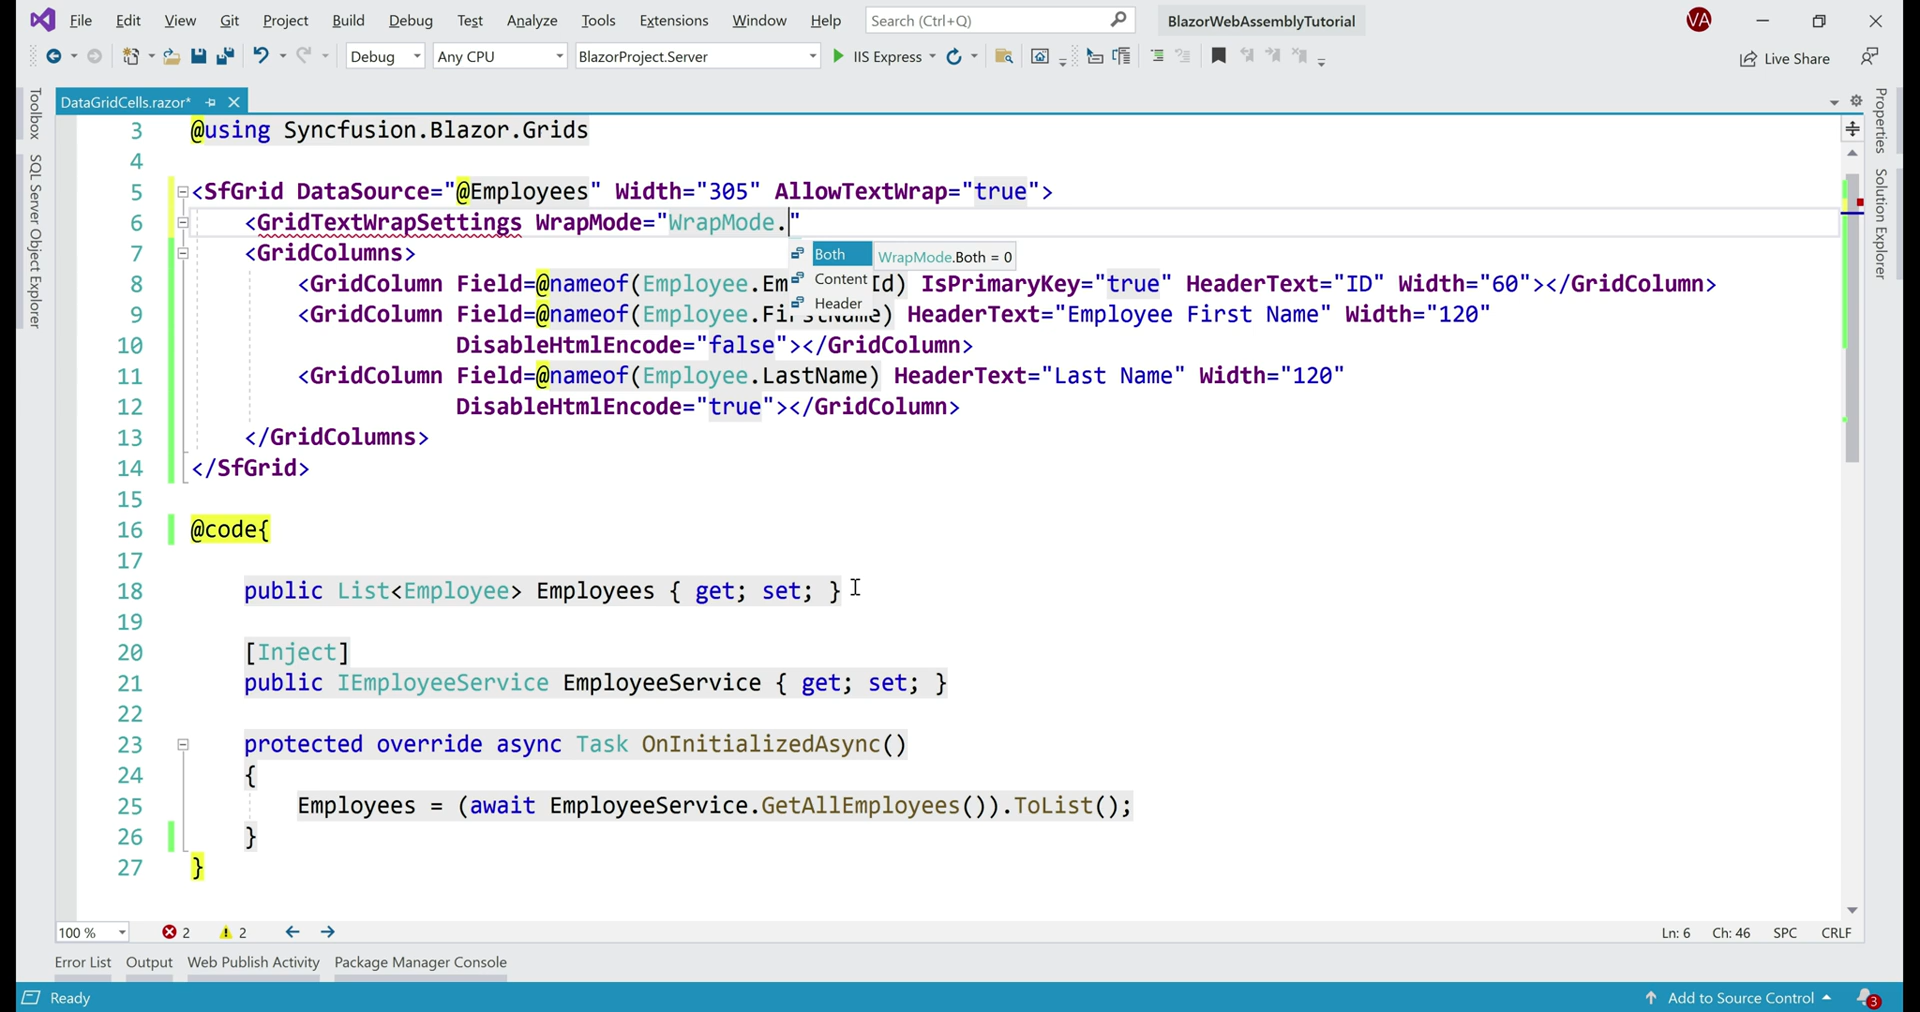 File Edit View Git Project Build Debug Test Analyze Tools Extensions Window Help Search (Ctrl+Q) BlazorWebAssemblyTutorial VA
Debug Any CPU BlazorProject.Server IIS Express Live Share
DataGridCells.razor*
Toolbox
SQL Server Object Explorer
Properties
Solution Explorer
3 @using Syncfusion.Blazor.Grids
4
5 <SfGrid DataSource="@Employees" Width="305" AllowTextWrap="true">
6 <GridTextWrapSettings WrapMode="WrapMode."
7 <GridColumns>
Both WrapMode.Both = 0
Content
Header
8 <GridColumn Field=@nameof(Employee.Em Id) IsPrimaryKey="true" HeaderText="ID" Width="60"></GridColumn>
9 <GridColumn Field=@nameof(Employee.FirstName) HeaderText="Employee First Name" Width="120"
10 DisableHtmlEncode="false"></GridColumn>
11 <GridColumn Field=@nameof(Employee.LastName) HeaderText="Last Name" Width="120"
12 DisableHtmlEncode="true"></GridColumn>
13 </GridColumns>
14 </SfGrid>
15
16 @code{
17
18 public List<Employee> Employees { get; set; }
19
20 [Inject]
21 public IEmployeeService EmployeeService { get; set; }
22
23 protected override async Task OnInitializedAsync()
24 {
25 Employees = (await EmployeeService.GetAllEmployees()).ToList();
26 }
27 }
100 % 2 2 Ln: 6 Ch: 46 SPC CRLF
Error List Output Web Publish Activity Package Manager Console
Ready Add to Source Control 3